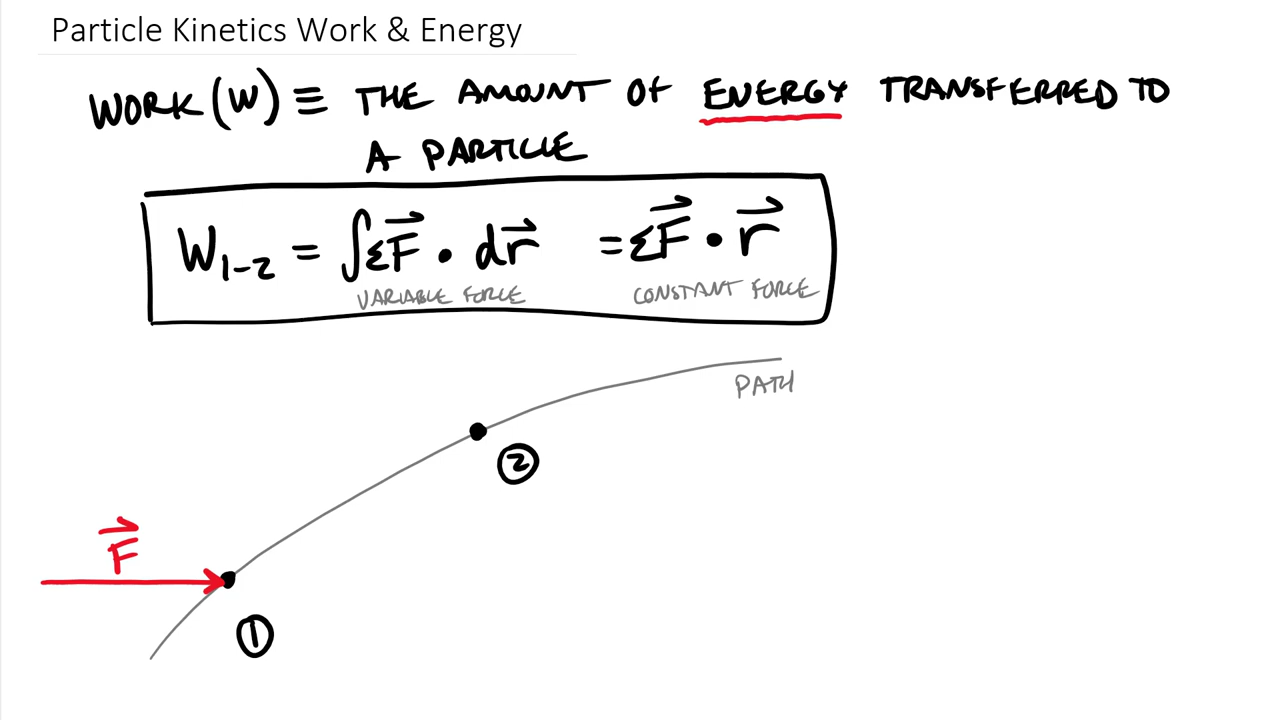 Particle Kinetics Work & Energy
WORK (W) ≡ THE AMOUNT OF ENERGY TRANSFERRED TO
A PARTICLE
W₁₋₂ = ∫ΣF⃗ • dr⃗ = ΣF⃗ • r⃗
VARIABLE FORCE CONSTANT FORCE
PATH
②
F⃗
①